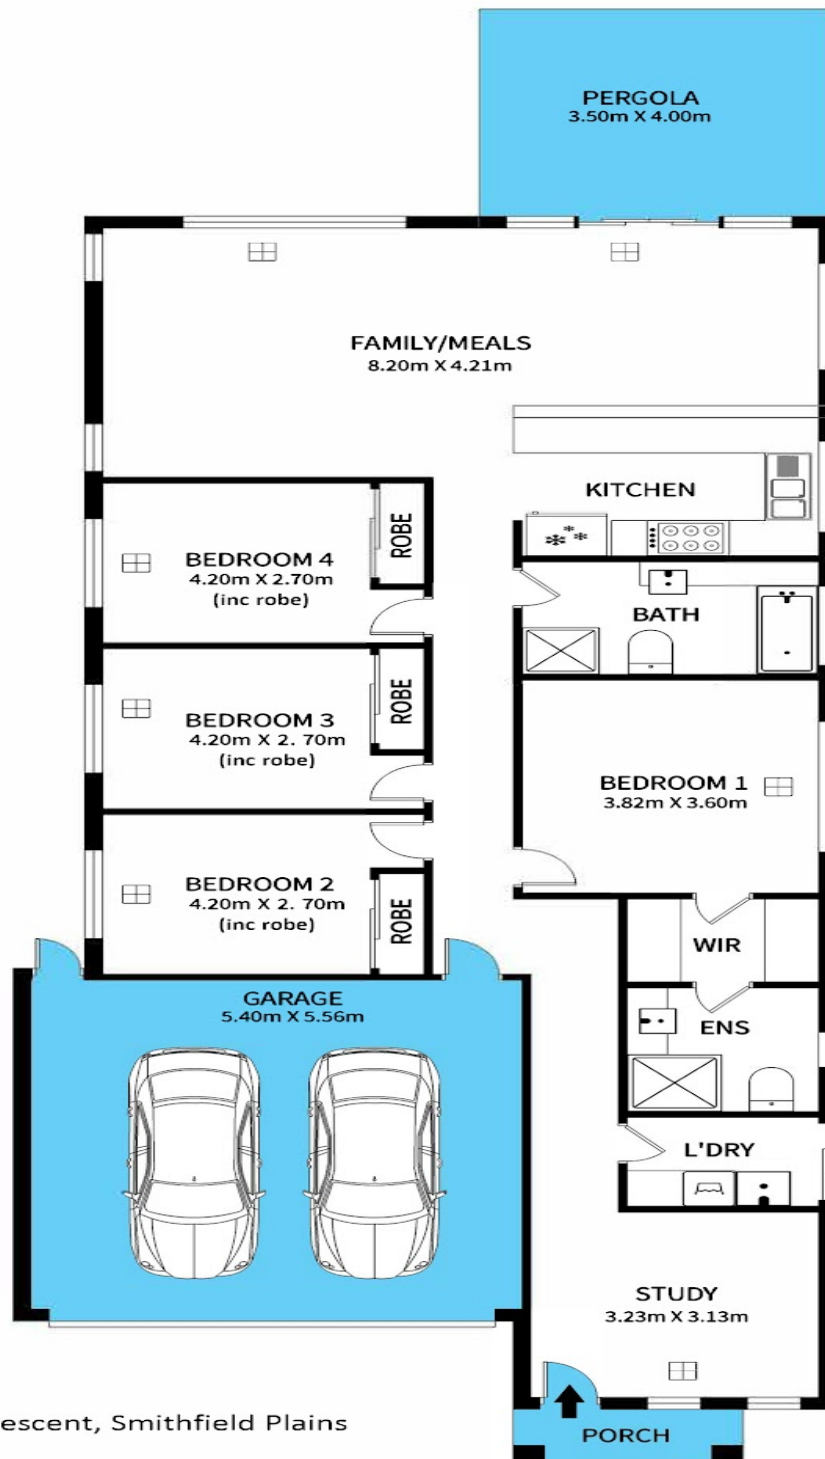 PERGOLA
3.50m X 4.00m
FAMILY/MEALS
8.20m X 4.21m
KITCHEN
BEDROOM 4
4.20m X 2.70m
(inc robe)
ROBE
BATH
BEDROOM 3
4.20m X 2. 70m
(inc robe)
ROBE
BEDROOM 1
3.82m X 3.60m
BEDROOM 2
4.20m X 2. 70m
(inc robe)
ROBE
WIR
GARAGE
5.40m X 5.56m
ENS
L'DRY
STUDY
3.23m X 3.13m
escent, Smithfield Plains
PORCH